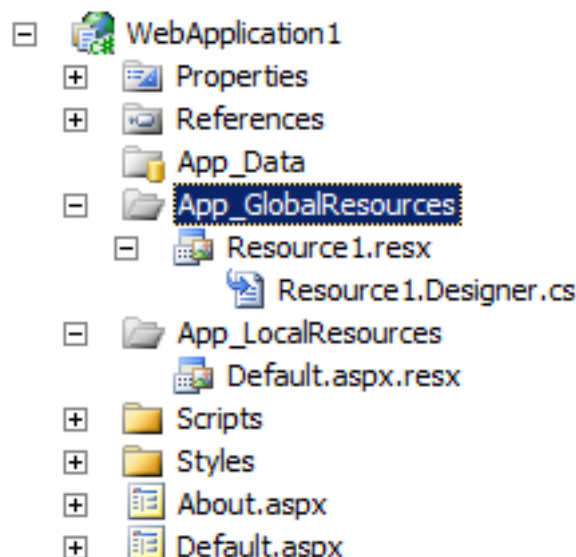 WebApplication1
Properties
References
App_Data
App_GlobalResources
Resource1.resx
Resource1.Designer.cs
App_LocalResources
Default.aspx.resx
Scripts
Styles
About.aspx
Default.aspx